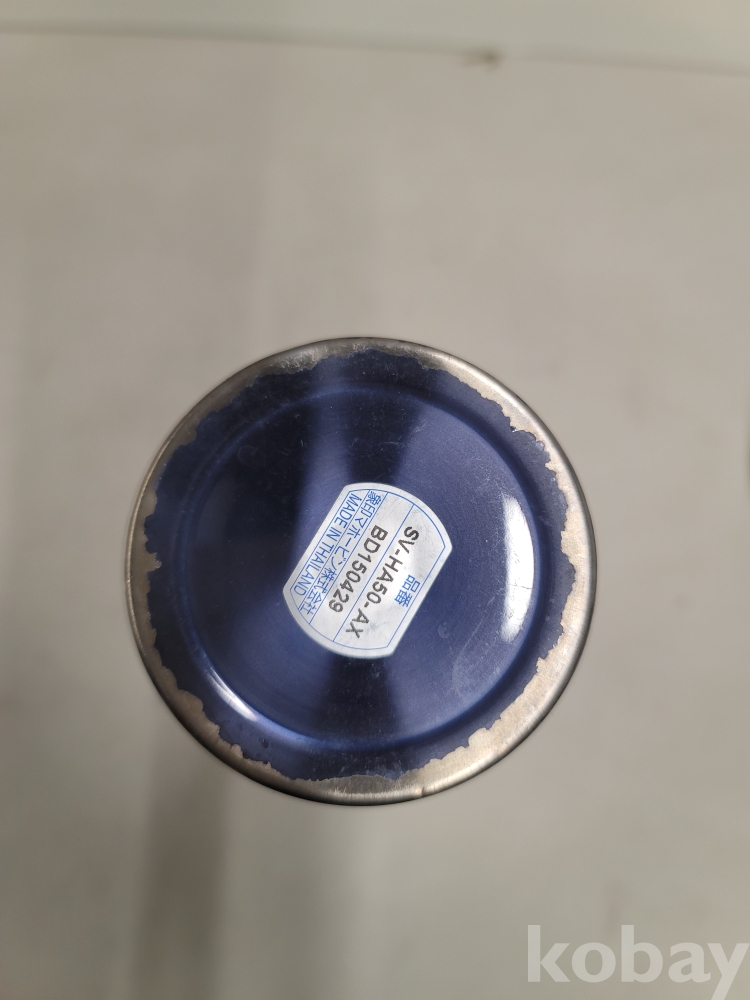 品番
SV-HA50-AX
BD150429
象印マホービン株式会社
MADE IN THAILAND
kobay